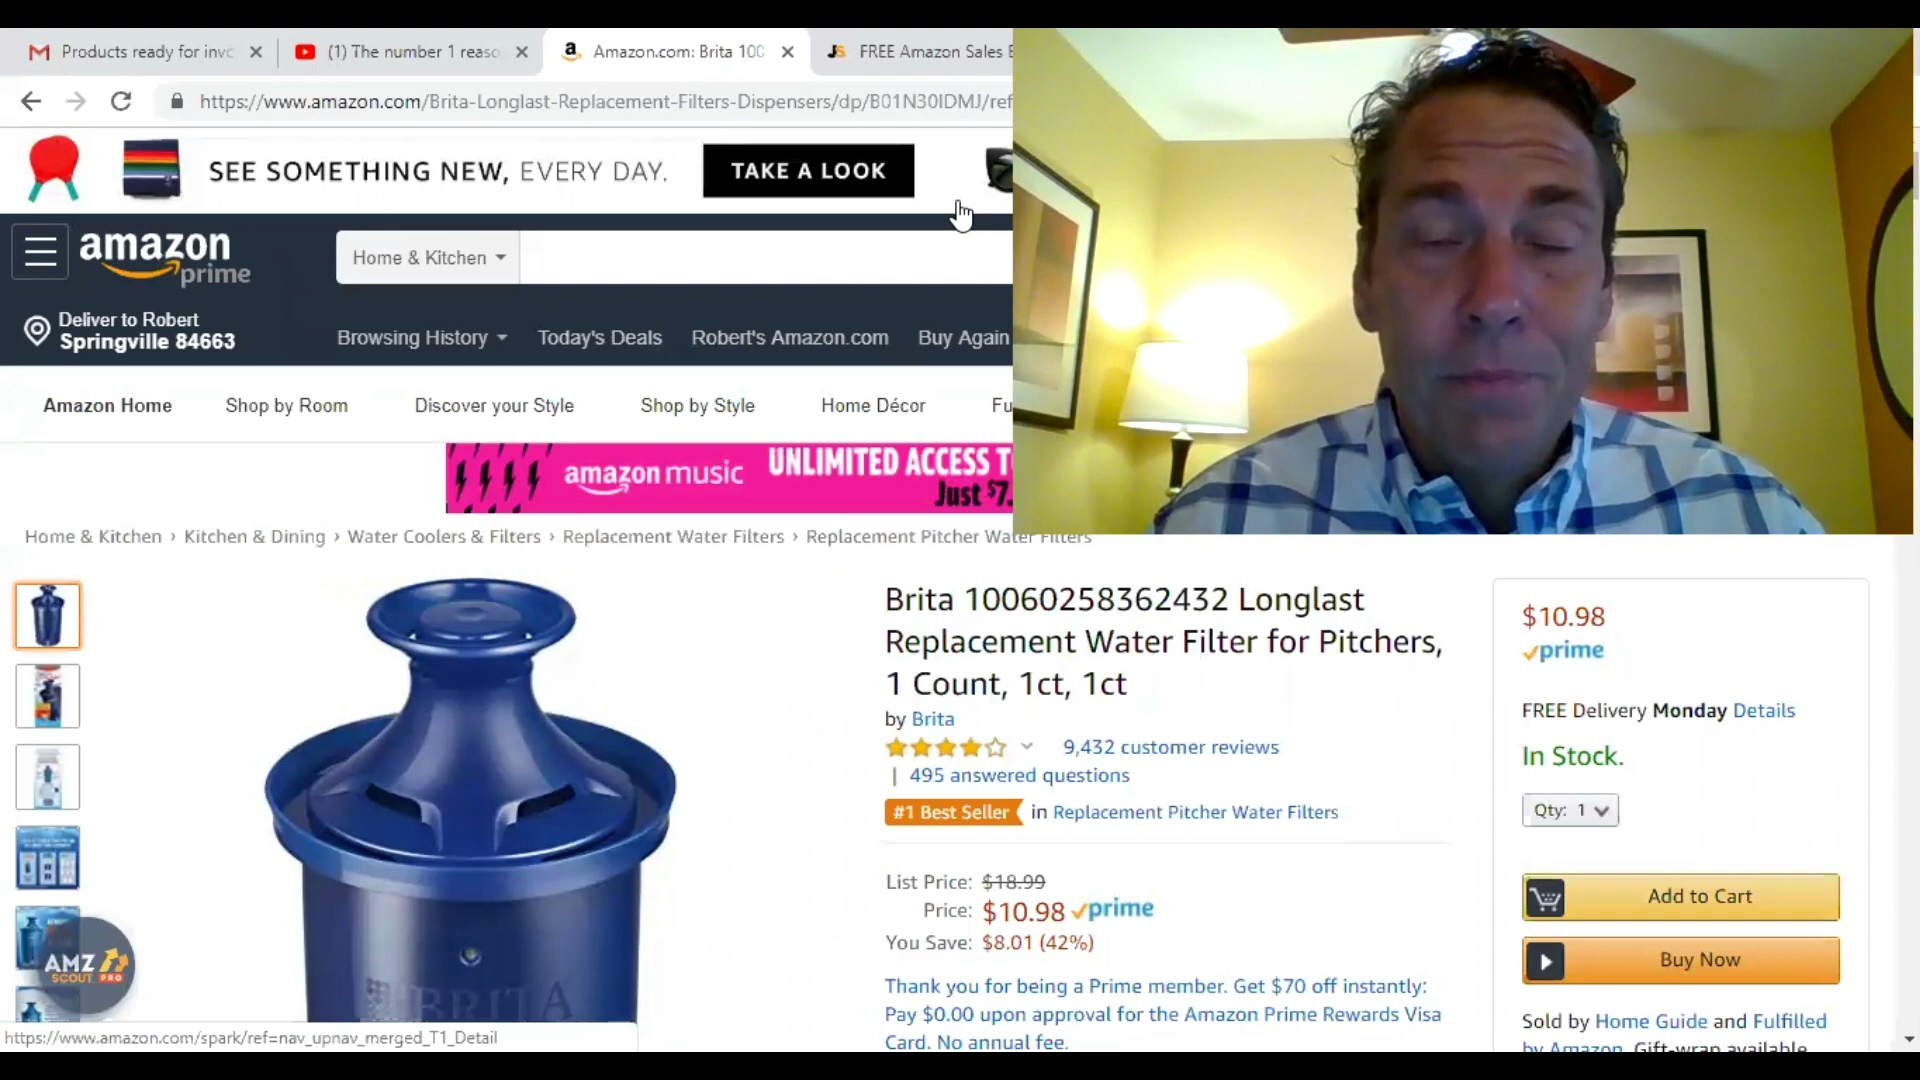 Products ready for invo
(1) The number 1 reaso
Amazon.com: Brita 100
JS FREE Amazon Sales E
https://www.amazon.com/Brita-Longlast-Replacement-Filters-Dispensers/dp/B01N30IDMJ/ref
SEE SOMETHING NEW, EVERY DAY.
TAKE A LOOK
amazon prime
Home & Kitchen
Deliver to Robert
Springville 84663
Browsing History
Today's Deals
Robert's Amazon.com
Buy Again
Amazon Home
Shop by Room
Discover your Style
Shop by Style
Home Décor
Fu
amazon music
UNLIMITED ACCESS T
Just $7.
Home & Kitchen › Kitchen & Dining › Water Coolers & Filters › Replacement Water Filters › Replacement Pitcher Water Filters
Brita 10060258362432 Longlast
Replacement Water Filter for Pitchers,
1 Count, 1ct, 1ct
by Brita
9,432 customer reviews
| 495 answered questions
#1 Best Seller in Replacement Pitcher Water Filters
List Price: $18.99
Price: $10.98 prime
You Save: $8.01 (42%)
Thank you for being a Prime member. Get $70 off instantly:
Pay $0.00 upon approval for the Amazon Prime Rewards Visa
Card. No annual fee.
$10.98
prime
FREE Delivery Monday Details
In Stock.
Qty: 1
Add to Cart
Buy Now
Sold by Home Guide and Fulfilled
by Amazon. Gift-wrap available
BRITA
AMZ
SCOUT PRO
https://www.amazon.com/spark/ref=nav_upnav_merged_T1_Detail